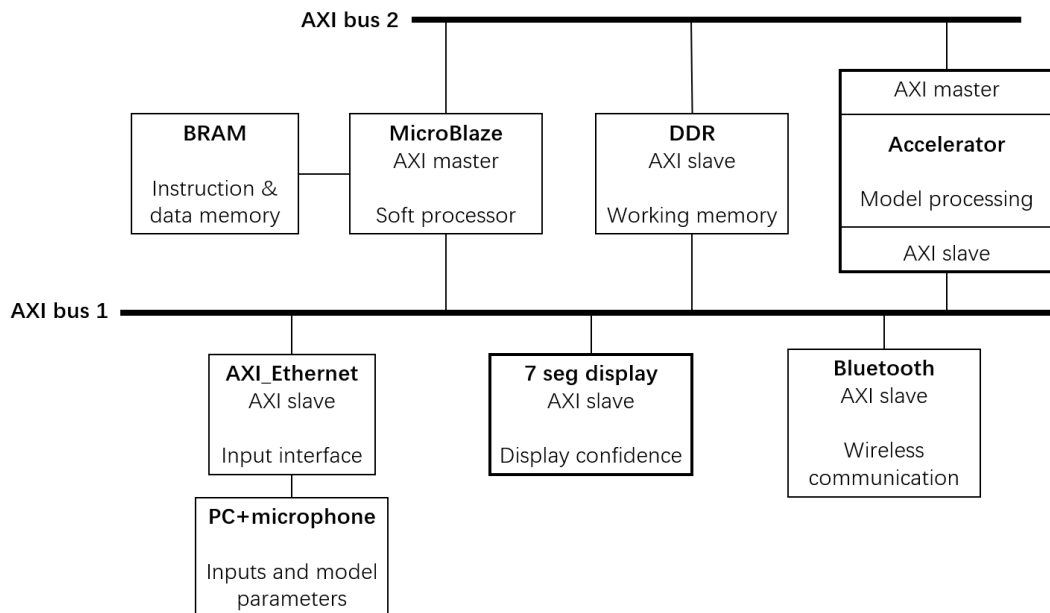 AXI bus 2
BRAM
Instruction &
data memory
MicroBlaze
AXI master
Soft processor
DDR
AXI slave
Working memory
AXI master
Accelerator
Model processing
AXI slave
AXI bus 1
AXI_Ethernet
AXI slave
Input interface
7 seg display
AXI slave
Display confidence
Bluetooth
AXI slave
Wireless
communication
PC+microphone
Inputs and model
parameters